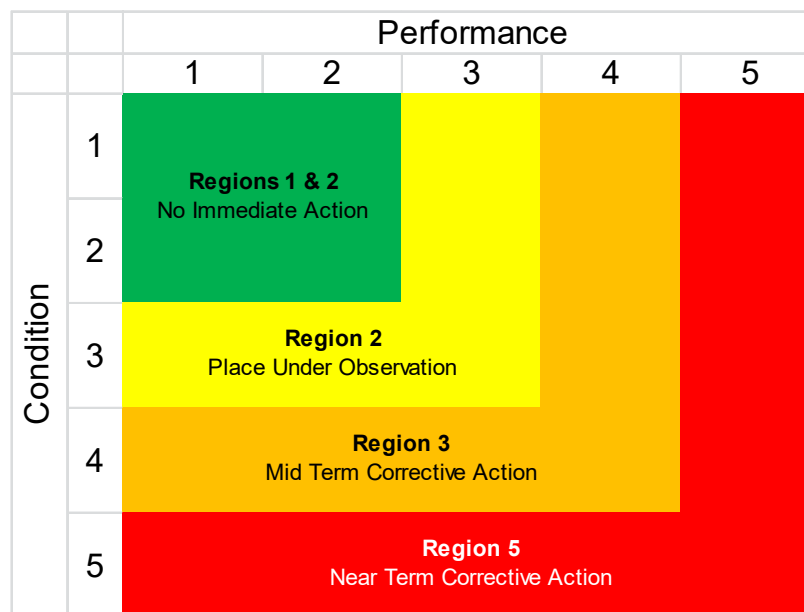 Performance
1 2 3 4 5
Condition
1
Regions 1 & 2
No Immediate Action
2
3
Region 2
Place Under Observation
4
Region 3
Mid Term Corrective Action
5
Region 5
Near Term Corrective Action